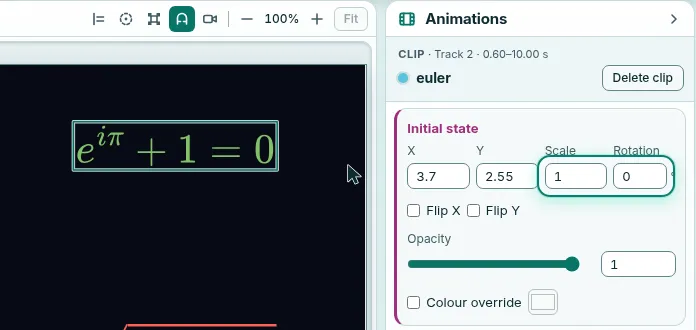 100%
Fit
Animations
CLIP · Track 2 · 0.60–10.00 s
euler
Delete clip
e^{iπ} + 1 = 0
Initial state
X Y Scale Rotation
3.7 2.55 1 0 °
Flip X Flip Y
Opacity
1
Colour override